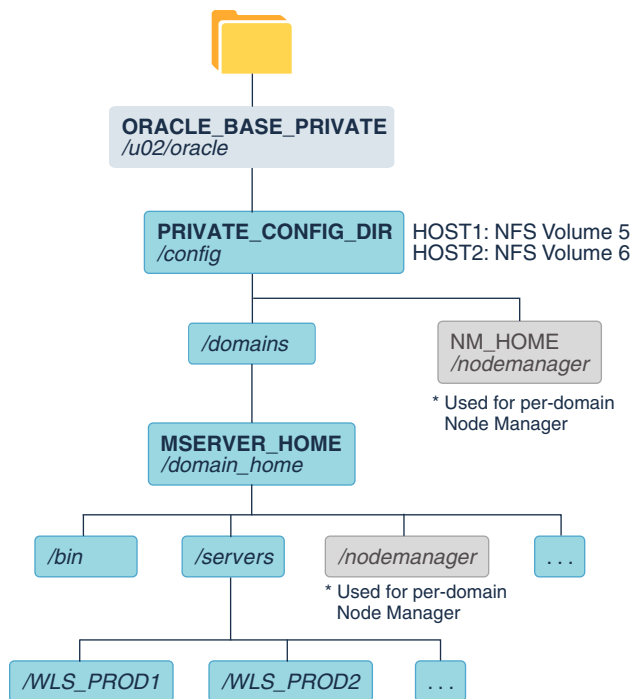 ORACLE_BASE_PRIVATE
/u02/oracle
PRIVATE_CONFIG_DIR
/config
HOST1: NFS Volume 5
HOST2: NFS Volume 6
/domains
NM_HOME
/nodemanager
* Used for per-domain
Node Manager
MSERVER_HOME
/domain_home
/bin
/servers
/nodemanager
...
* Used for per-domain
Node Manager
/WLS_PROD1
/WLS_PROD2
...